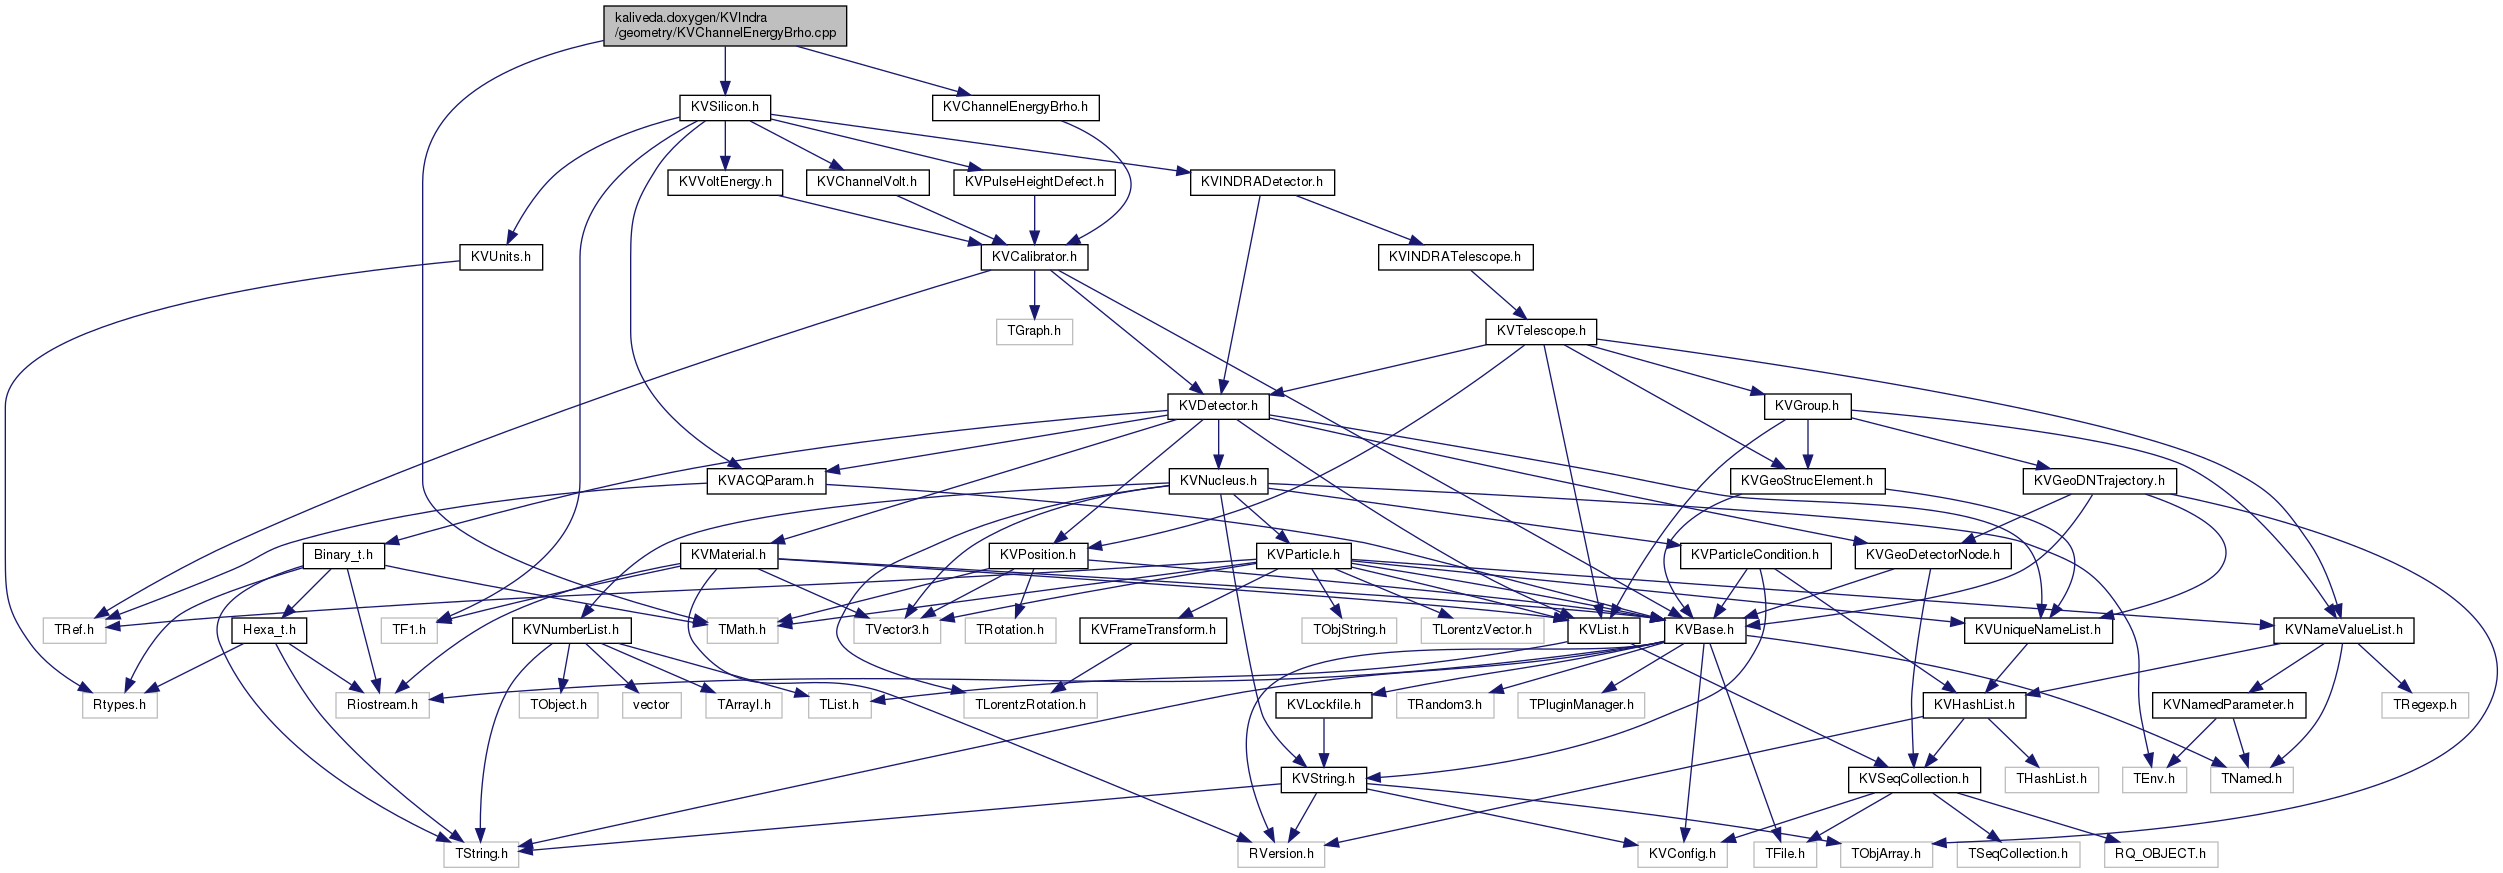 kaliveda.doxygen/KVIndra
/geometry/KVChannelEnergyBrho.cpp
KVSilicon.h
KVChannelEnergyBrho.h
KVVoltEnergy.h
KVChannelVolt.h
KVPulseHeightDefect.h
KVINDRADetector.h
KVUnits.h
KVCalibrator.h
KVINDRATelescope.h
TGraph.h
KVTelescope.h
KVDetector.h
KVGroup.h
KVACQParam.h
KVNucleus.h
KVGeoStrucElement.h
KVGeoDNTrajectory.h
Binary_t.h
KVMaterial.h
KVPosition.h
KVParticle.h
KVParticleCondition.h
KVGeoDetectorNode.h
TRef.h
Hexa_t.h
TF1.h
KVNumberList.h
TMath.h
TVector3.h
TRotation.h
KVFrameTransform.h
TObjString.h
TLorentzVector.h
KVList.h
KVBase.h
KVUniqueNameList.h
KVNameValueList.h
Rtypes.h
Riostream.h
TObject.h
vector
TArrayI.h
TList.h
TLorentzRotation.h
KVLockfile.h
TRandom3.h
TPluginManager.h
KVHashList.h
KVNamedParameter.h
TRegexp.h
KVString.h
KVSeqCollection.h
THashList.h
TEnv.h
TNamed.h
TString.h
RVersion.h
KVConfig.h
TFile.h
TObjArray.h
TSeqCollection.h
RQ_OBJECT.h